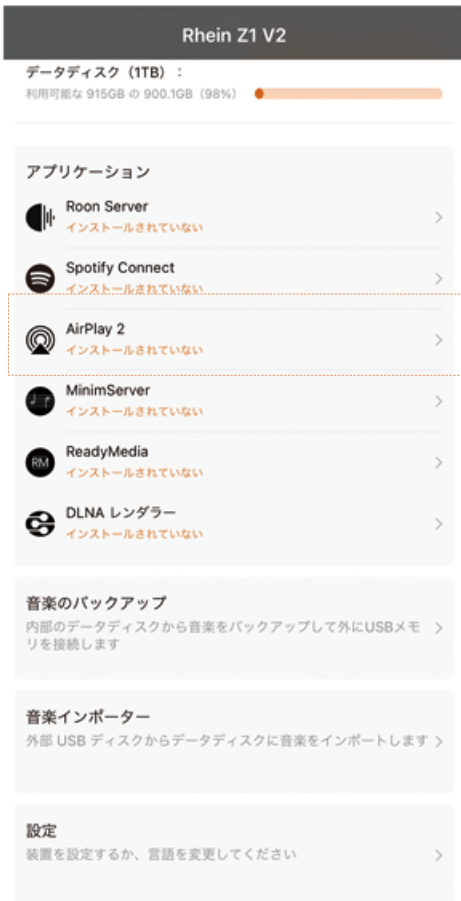 Rhein Z1 V2
データディスク（1TB）：
利用可能な 915GB の 900.1GB（98%）
アプリケーション
Roon Server
インストールされていない
Spotify Connect
インストールされていない
AirPlay 2
インストールされていない
MinimServer
インストールされていない
RM
ReadyMedia
インストールされていない
DLNA レンダラー
インストールされていない
音楽のバックアップ
内部のデータディスクから音楽をバックアップして外にUSBメモ
リを接続します
音楽インポーター
外部 USB ディスクからデータディスクに音楽をインポートします
設定
装置を設定するか、言語を変更してください